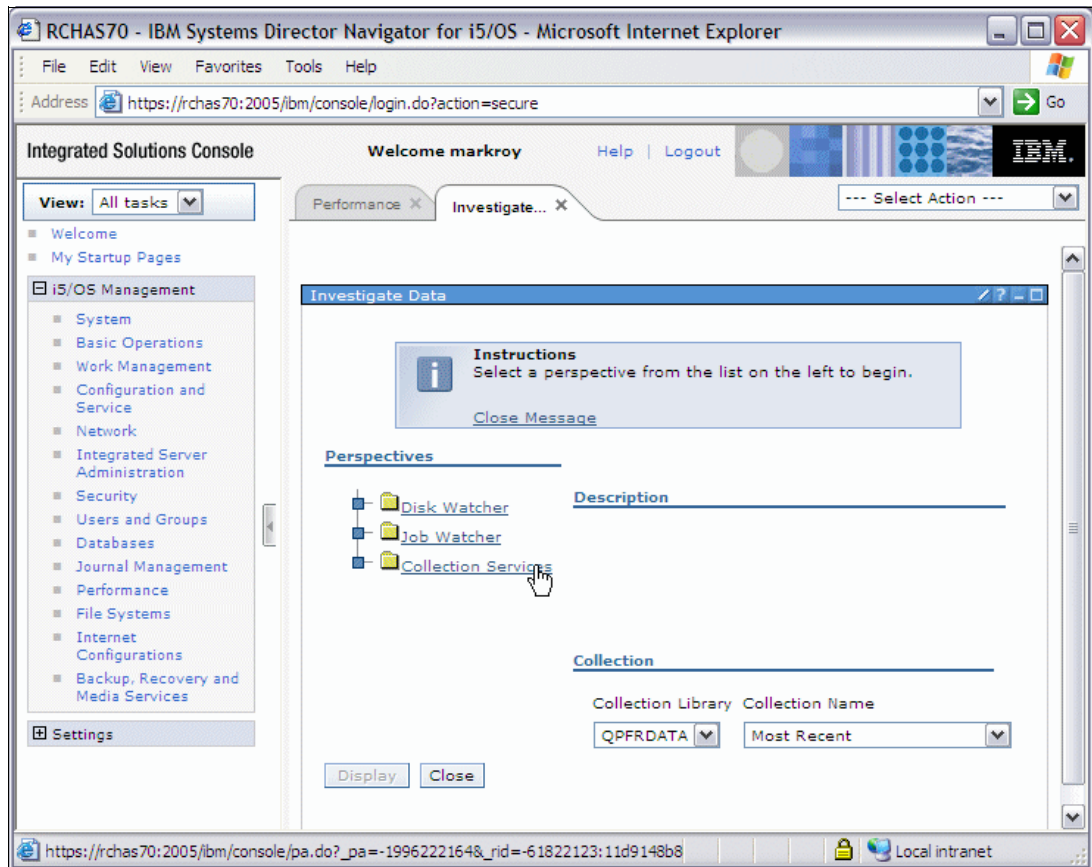 RCHAS70 - IBM Systems Director Navigator for i5/OS - Microsoft Internet Explorer
File Edit View Favorites Tools Help
Address https://rchas70:2005/ibm/console/login.do?action=secure Go
Integrated Solutions Console Welcome markroy Help | Logout IBM.
View: All tasks
Performance Investigate... --- Select Action ---
Welcome
My Startup Pages
i5/OS Management
System
Basic Operations
Work Management
Configuration and
Service
Network
Integrated Server
Administration
Security
Users and Groups
Databases
Journal Management
Performance
File Systems
Internet
Configurations
Backup, Recovery and
Media Services
Settings
Investigate Data
Instructions
Select a perspective from the list on the left to begin.
Close Message
Perspectives
Disk Watcher
Job Watcher
Collection Services
Description
Collection
Collection Library Collection Name
QPFRDATA Most Recent
Display Close
https://rchas70:2005/ibm/console/pa.do?_pa=-1996222164&_rid=-61822123:11d9148b8 Local intranet